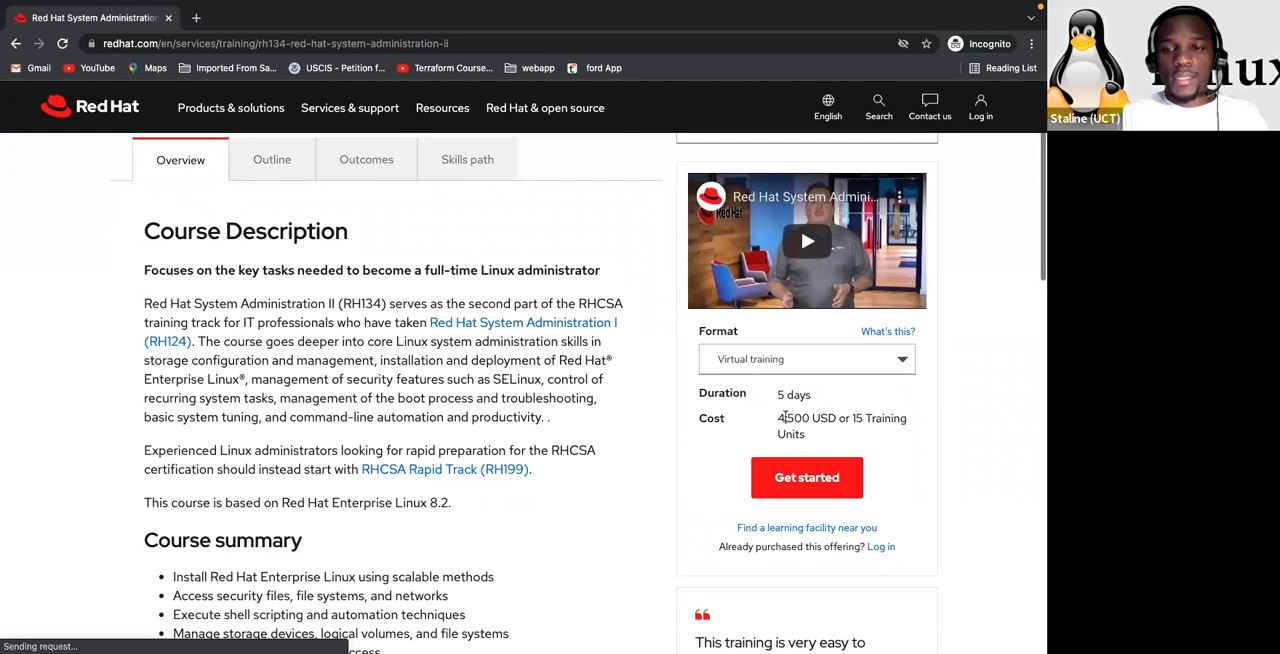 Red Hat System Administration
redhat.com/en/services/training/rh134-red-hat-system-administration-ii
Incognito
Gmail
YouTube
Maps
Imported From Sa...
USCIS - Petition f...
Terraform Course...
webapp
ford App
Reading List
Staline (UCT)
Red Hat
Products & solutions
Services & support
Resources
Red Hat & open source
English
Search
Contact us
Log in
Overview
Outline
Outcomes
Skills path
Course Description
Focuses on the key tasks needed to become a full-time Linux administrator
Red Hat System Administration II (RH134) serves as the second part of the RHCSA
training track for IT professionals who have taken Red Hat System Administration I
(RH124). The course goes deeper into core Linux system administration skills in
storage configuration and management, installation and deployment of Red Hat®
Enterprise Linux®, management of security features such as SELinux, control of
recurring system tasks, management of the boot process and troubleshooting,
basic system tuning, and command-line automation and productivity. .
Experienced Linux administrators looking for rapid preparation for the RHCSA
certification should instead start with RHCSA Rapid Track (RH199).
This course is based on Red Hat Enterprise Linux 8.2.
Course summary
• Install Red Hat Enterprise Linux using scalable methods
• Access security files, file systems, and networks
• Execute shell scripting and automation techniques
• Manage storage devices, logical volumes, and file systems
Sending request...
Red Hat System Admini...
Format
What's this?
Virtual training
Duration
5 days
Cost
4,500 USD or 15 Training
Units
Get started
Find a learning facility near you
Already purchased this offering? Log in
This training is very easy to